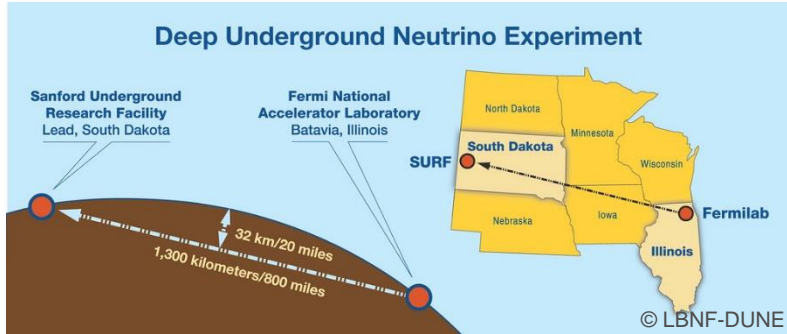 Deep Underground Neutrino Experiment
Sanford Underground
Research Facility
Lead, South Dakota
Fermi National
Accelerator Laboratory
Batavia, Illinois
32 km/20 miles
1,300 kilometers/800 miles
North Dakota
Minnesota
South Dakota
SURF
Wisconsin
Nebraska
Iowa
Fermilab
Illinois
© LBNF-DUNE